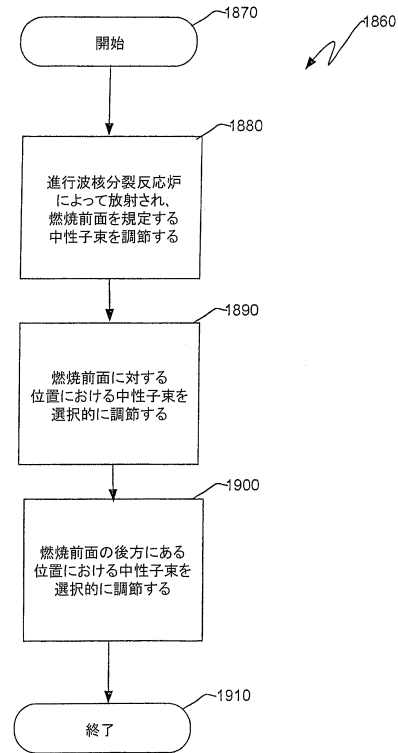 1870
1860
開始
1880
進行波核分裂反応炉
によって放射され、
燃焼前面を規定する
中性子束を調節する
1890
燃焼前面に対する
位置における中性子束を
選択的に調節する
1900
燃焼前面の後方にある
位置における中性子束を
選択的に調節する
1910
終了